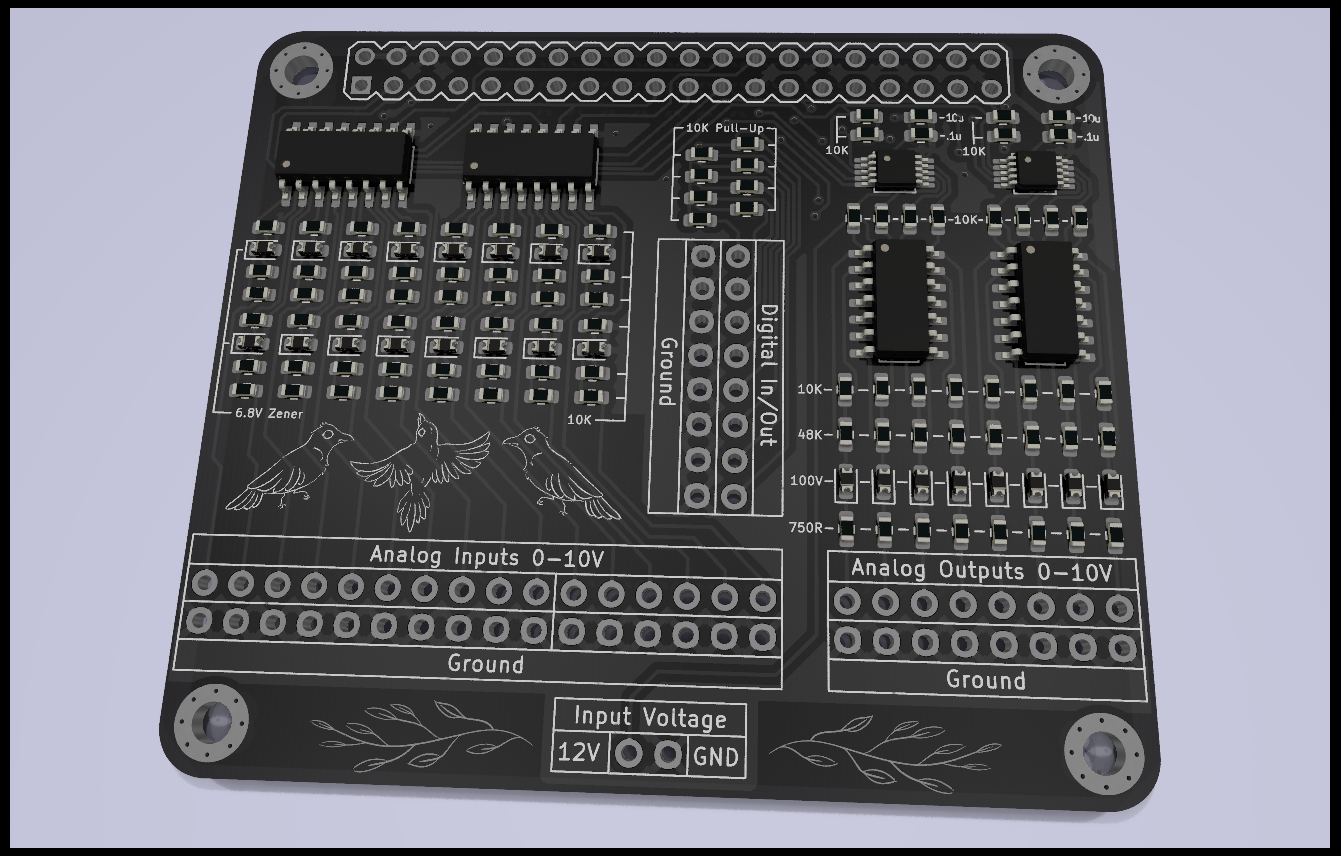 10K Pull-Up
10u
.1u
10K
10u
.1u
10K
10K
6.8V Zener
10K
Ground
Digital In/Out
10K
48K
100V
750R
Analog Inputs 0-10V
Ground
Analog Outputs 0-10V
Ground
Input Voltage
12V GND